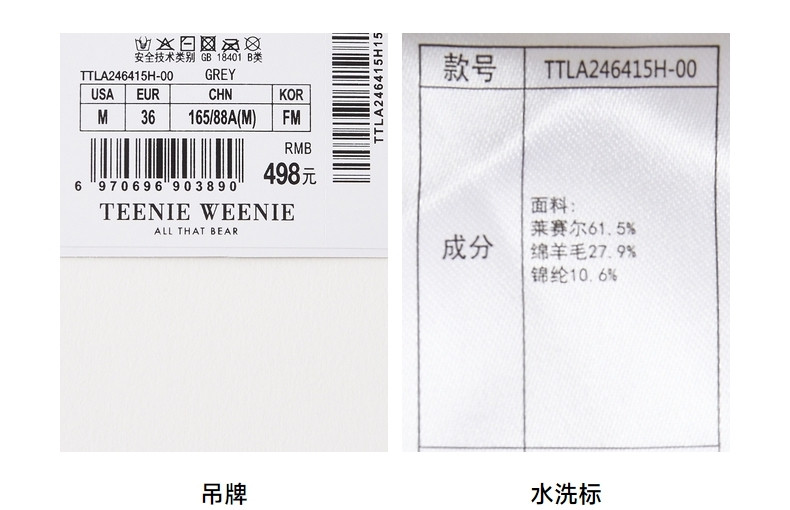 安全技术类别 GB 18401 B类
TTLA246415H-00 GREY
USA EUR CHN KOR
M 36 165/88A(M) FM
TTLA246415H15
RMB
498元
6 970696 903890
TEENIE WEENIE
ALL THAT BEAR
吊牌
款号 TTLA246415H-00
成分
面料:
莱赛尔61.5%
绵羊毛27.9%
锦纶10.6%
水洗标